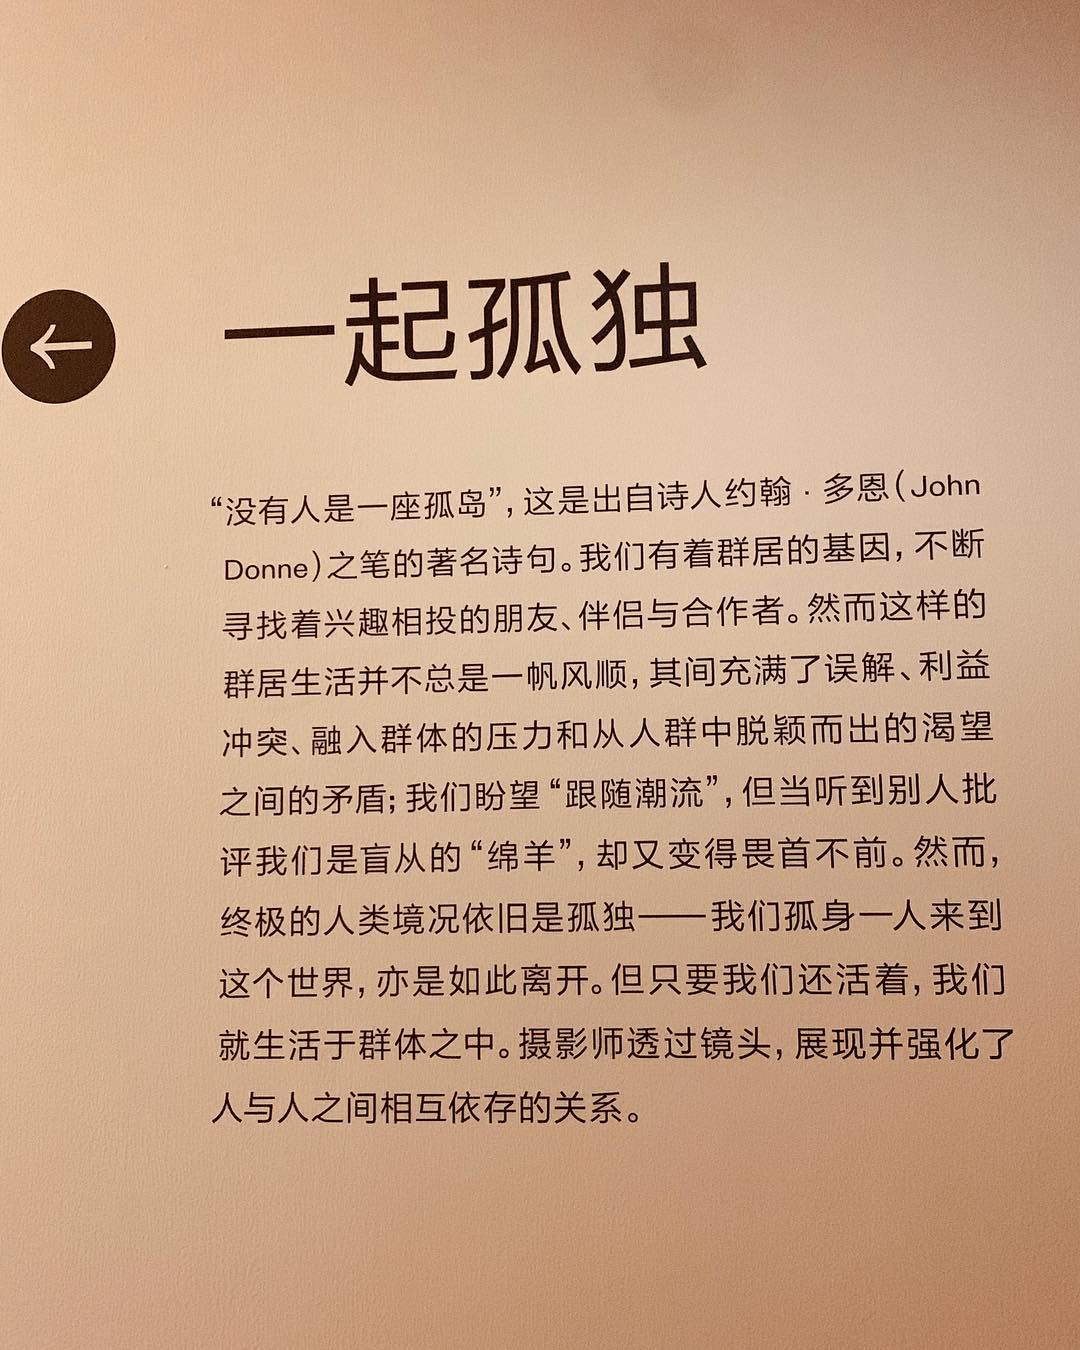 一起孤独
“没有人是一座孤岛”，这是出自诗人约翰·多恩（John
Donne）之笔的著名诗句。我们有着群居的基因，不断
寻找着兴趣相投的朋友、伴侣与合作者。然而这样的
群居生活并不总是一帆风顺，其间充满了误解、利益
冲突、融入群体的压力和从人群中脱颖而出的渴望
之间的矛盾；我们盼望“跟随潮流”，但当听到别人批
评我们是盲从的“绵羊”，却又变得畏首不前。然而，
终极的人类境况依旧是孤独——我们孤身一人来到
这个世界，亦是如此离开。但只要我们还活着，我们
就生活于群体之中。摄影师透过镜头，展现并强化了
人与人之间相互依存的关系。